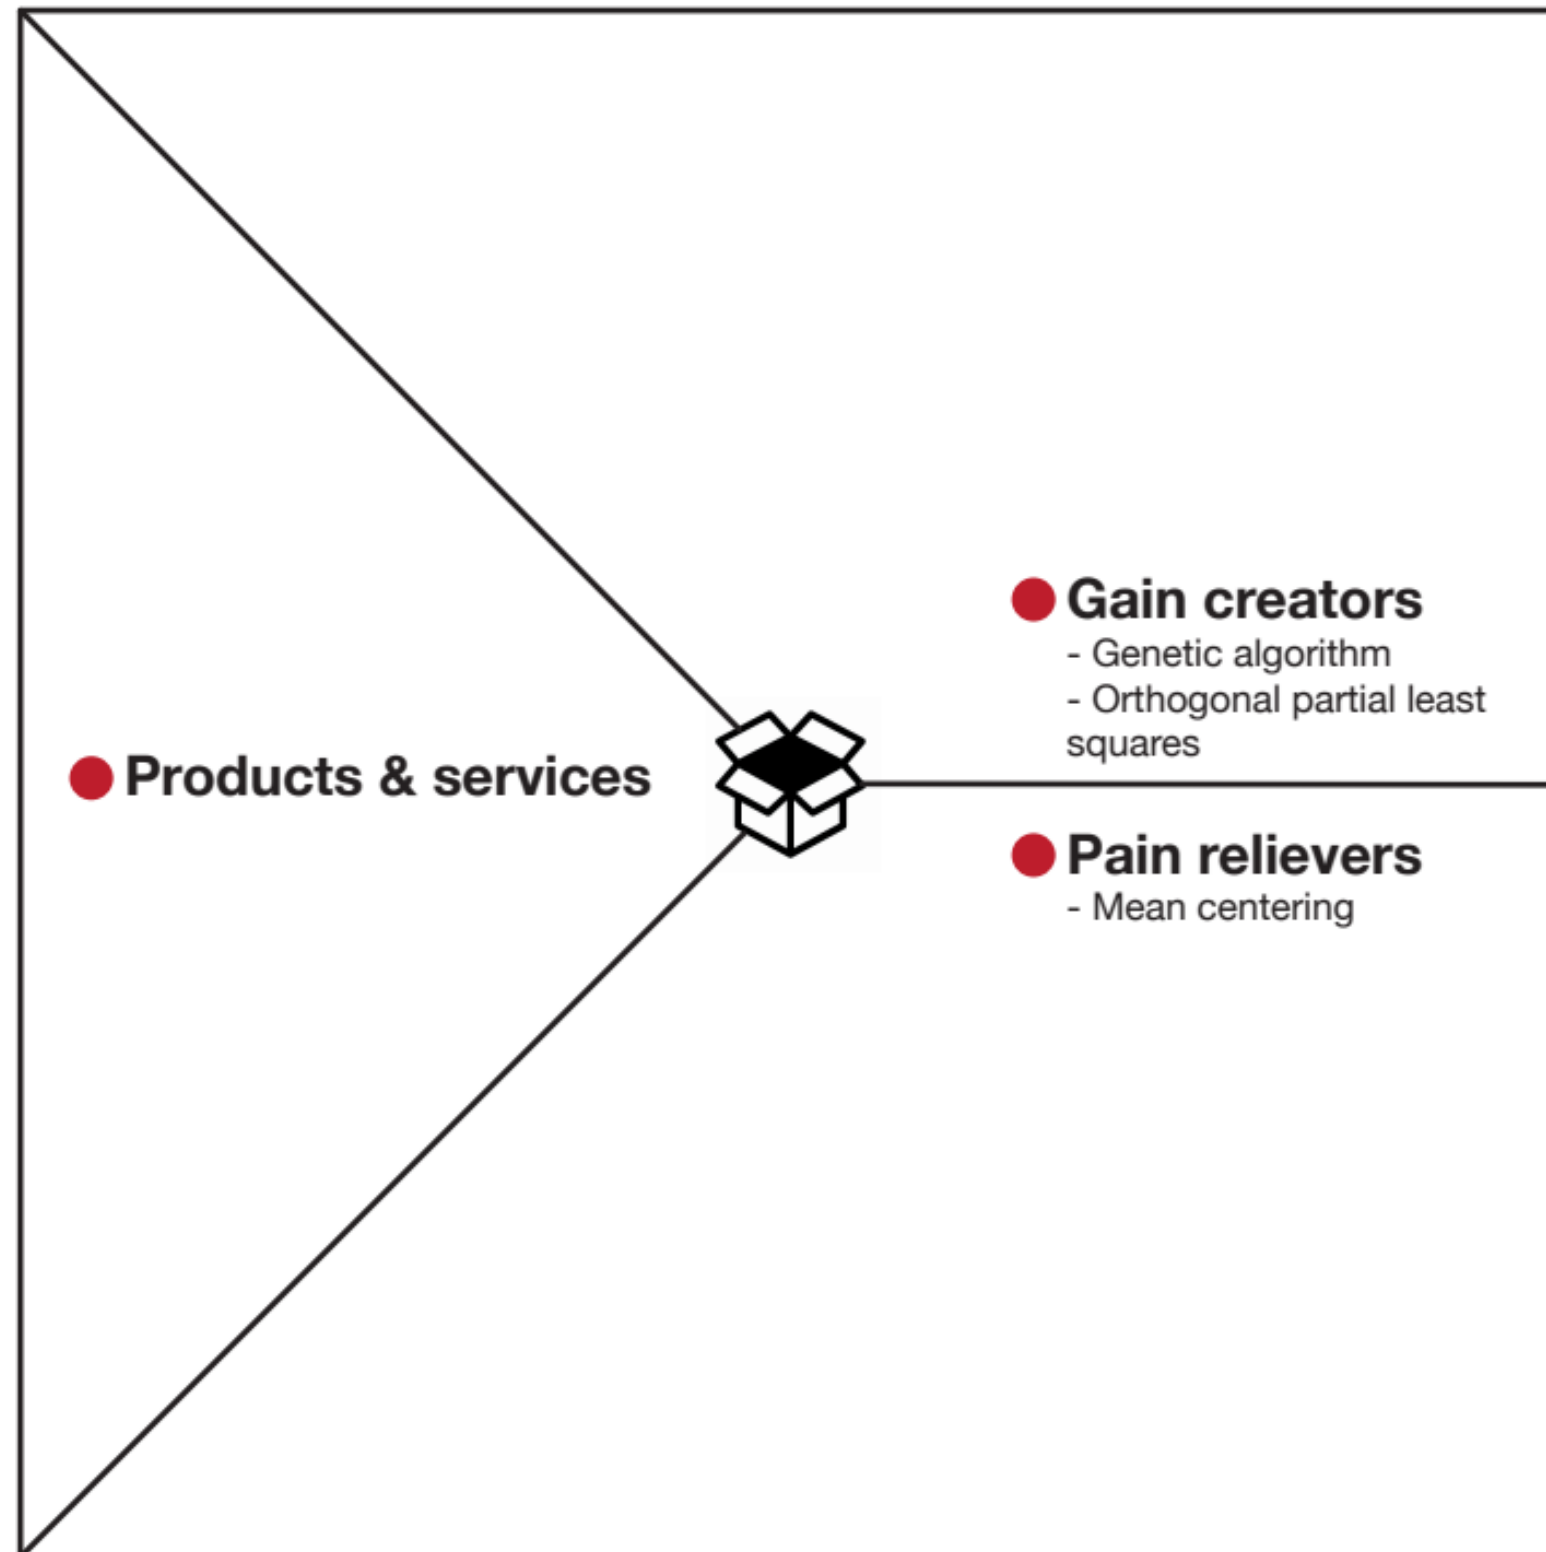 Gain creators
- Genetic algorithm
- Orthogonal partial least
squares
Products & services
Pain relievers
- Mean centering